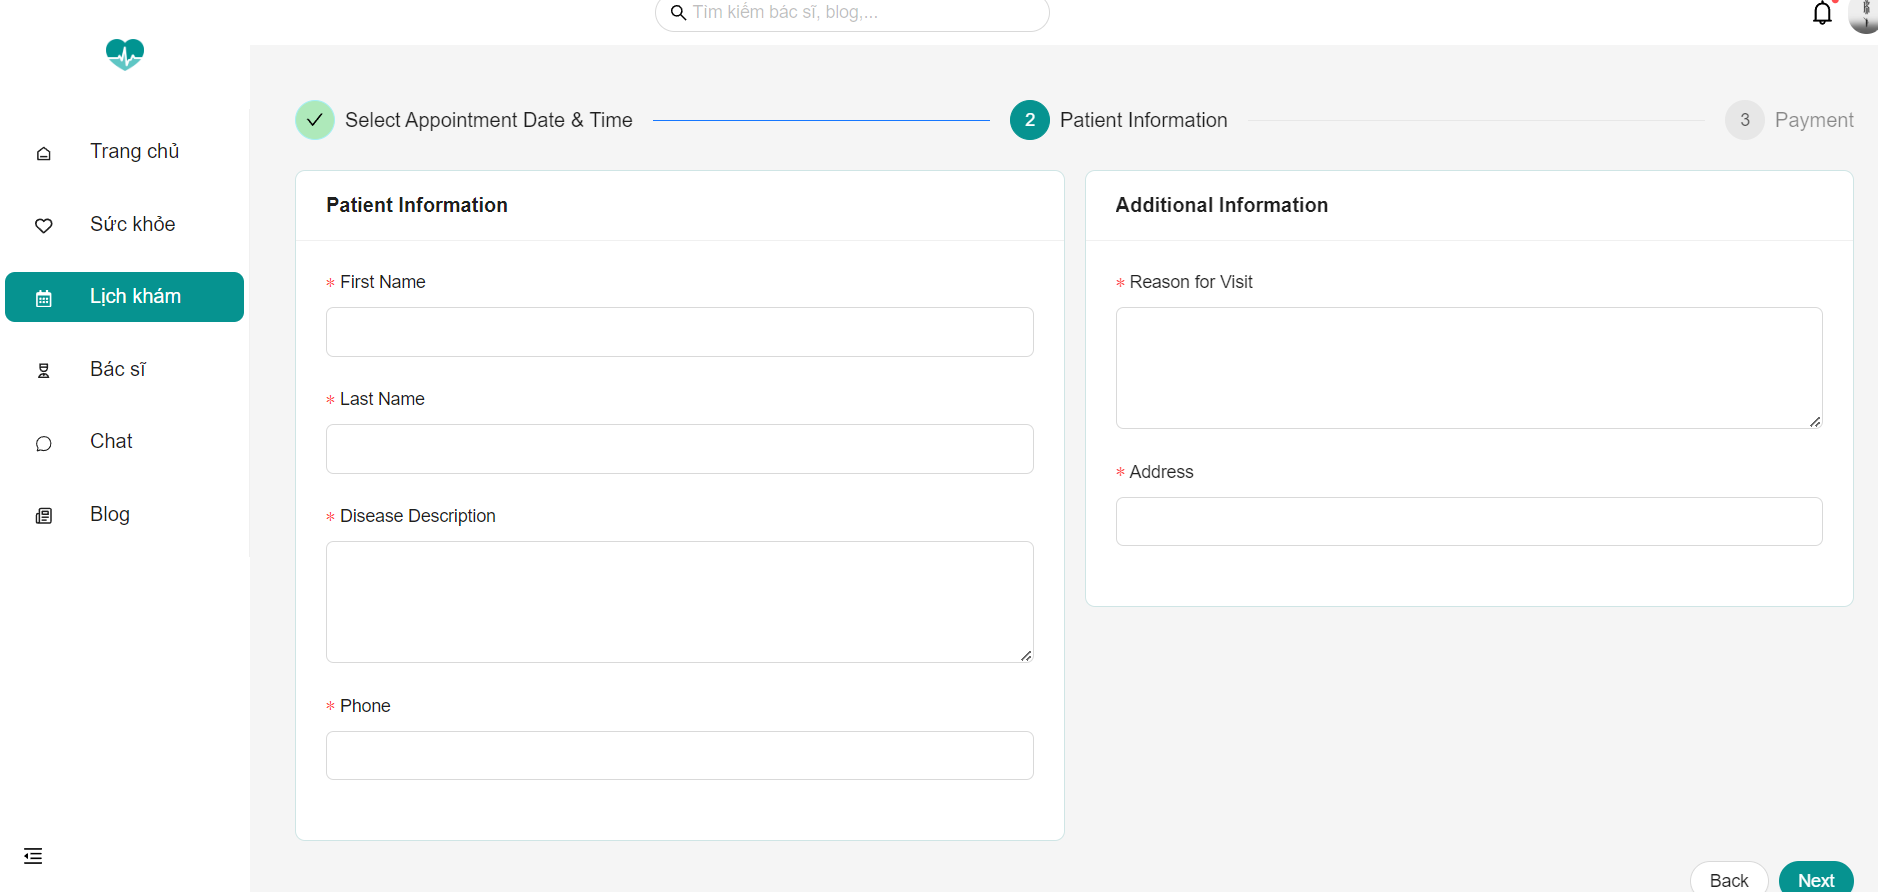 Tìm kiếm bác sĩ, blog,...
Trang chủ
Sức khỏe
Lịch khám
Bác sĩ
Chat
Blog
Select Appointment Date & Time
2
Patient Information
3
Payment
Patient Information
* First Name
* Last Name
* Disease Description
* Phone
Additional Information
* Reason for Visit
* Address
Back
Next